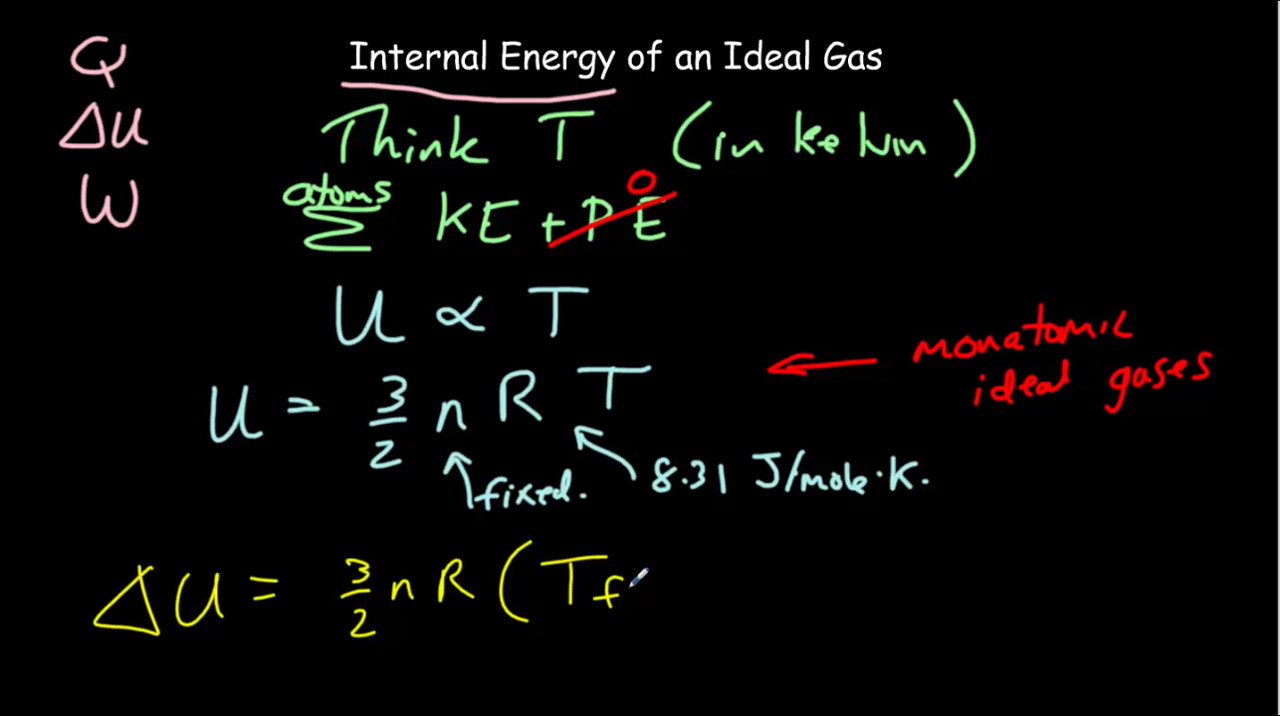 Internal Energy of an Ideal Gas
Q
ΔU
W
Think T (in kelvin)
atoms
Σ KE + PE
0
U ∝ T
U = 3/2 n R T
← monatomic
ideal gases
fixed.
8.31 J/mole·K.
ΔU = 3/2 n R (Tf